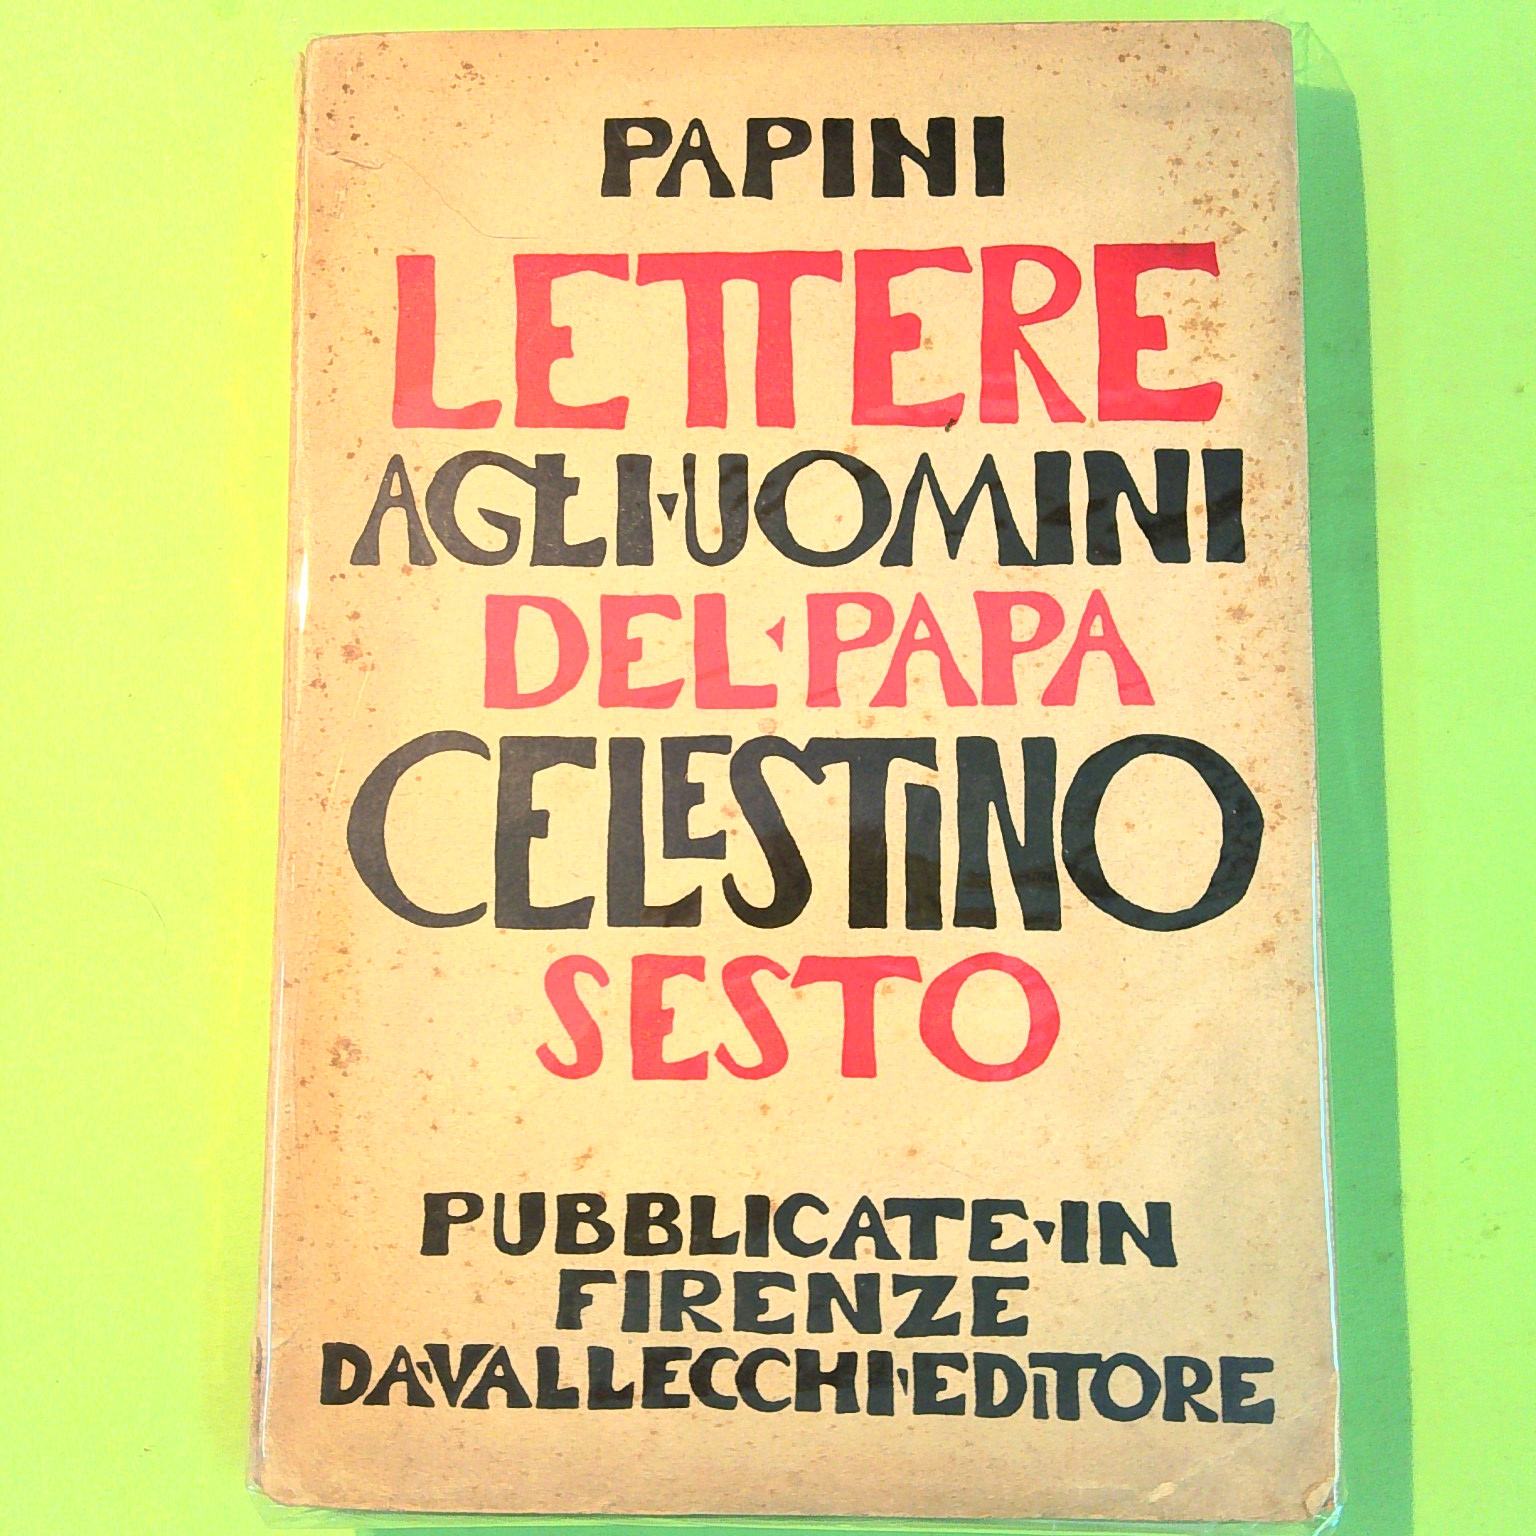 PAPINI
LETTERE
AGLI·UOMINI
DEL·PAPA
CELESTINO
SESTO
PUBBLICATE·IN
FIRENZE
DA·VALLECCHI·EDITORE